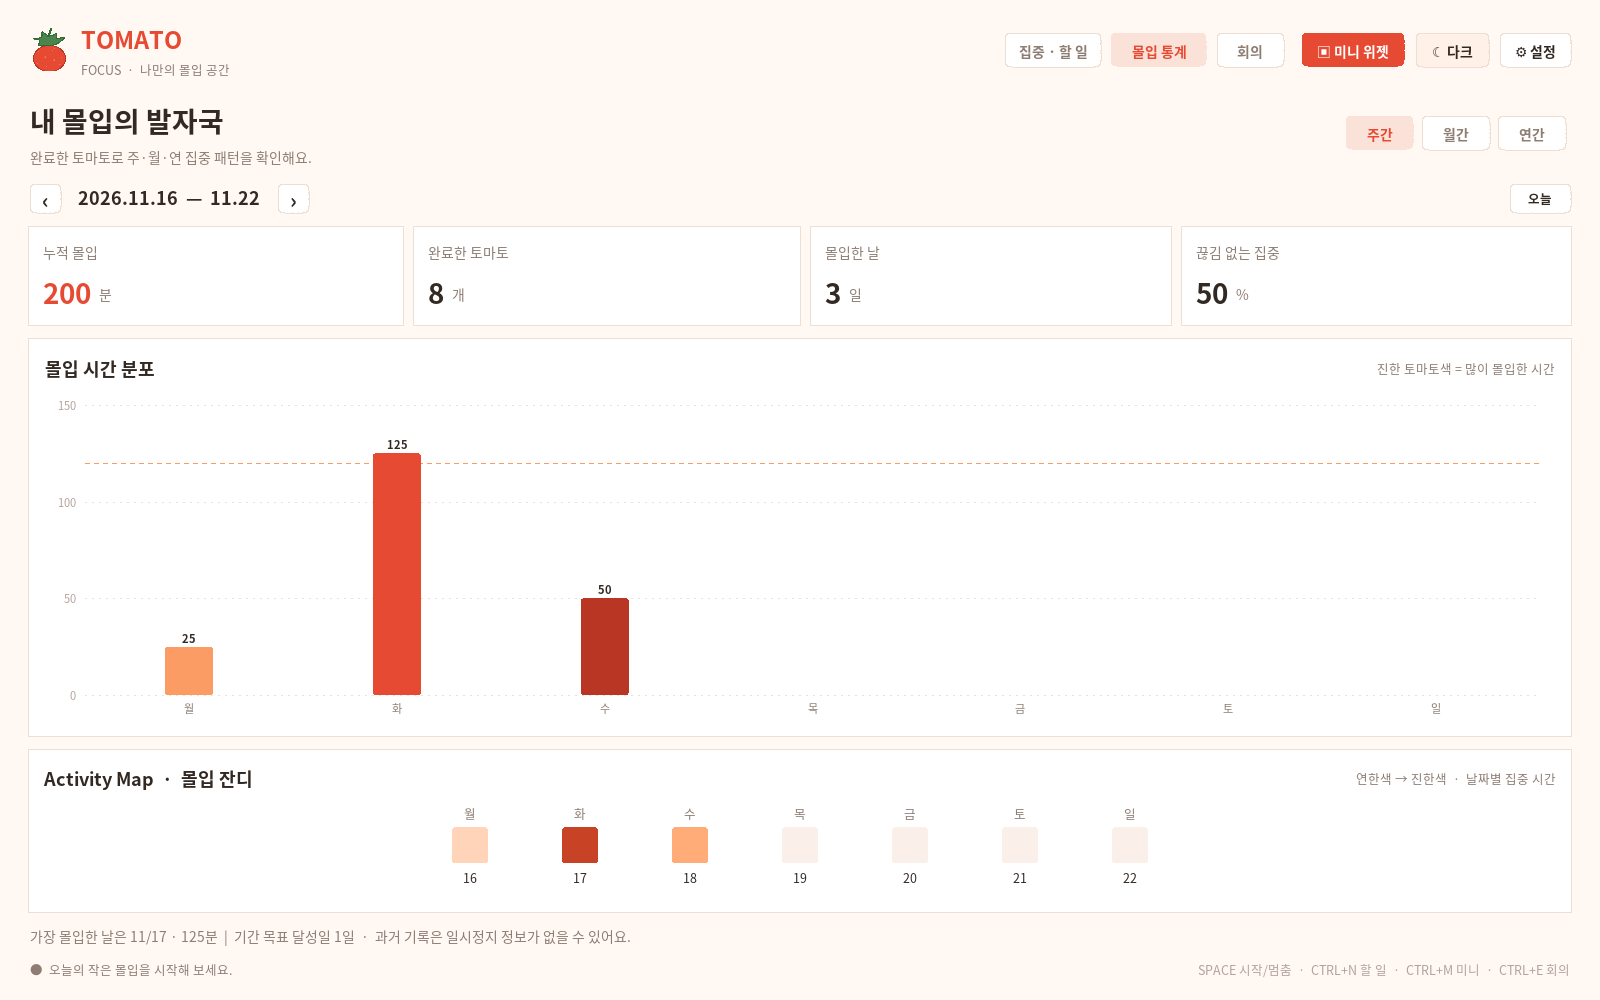 TOMATO
FOCUS · 나만의 몰입 공간
집중 · 할 일
몰입 통계
회의
▣ 미니 위젯
☾ 다크
⚙ 설정
내 몰입의 발자국
완료한 토마토로 주·월·연 집중 패턴을 확인해요.
주간
월간
연간
‹
2026.11.16 — 11.22
›
오늘
누적 몰입
200 분
완료한 토마토
8 개
몰입한 날
3 일
끊김 없는 집중
50 %
몰입 시간 분포
진한 토마토색 = 많이 몰입한 시간
150
100
50
0
125
50
25
월
화
수
목
금
토
일
Activity Map · 몰입 잔디
연한색 → 진한색 · 날짜별 집중 시간
월
화
수
목
금
토
일
16
17
18
19
20
21
22
가장 몰입한 날은 11/17 · 125분 | 기간 목표 달성일 1일 · 과거 기록은 일시정지 정보가 없을 수 있어요.
● 오늘의 작은 몰입을 시작해 보세요.
SPACE 시작/멈춤 · CTRL+N 할 일 · CTRL+M 미니 · CTRL+E 회의